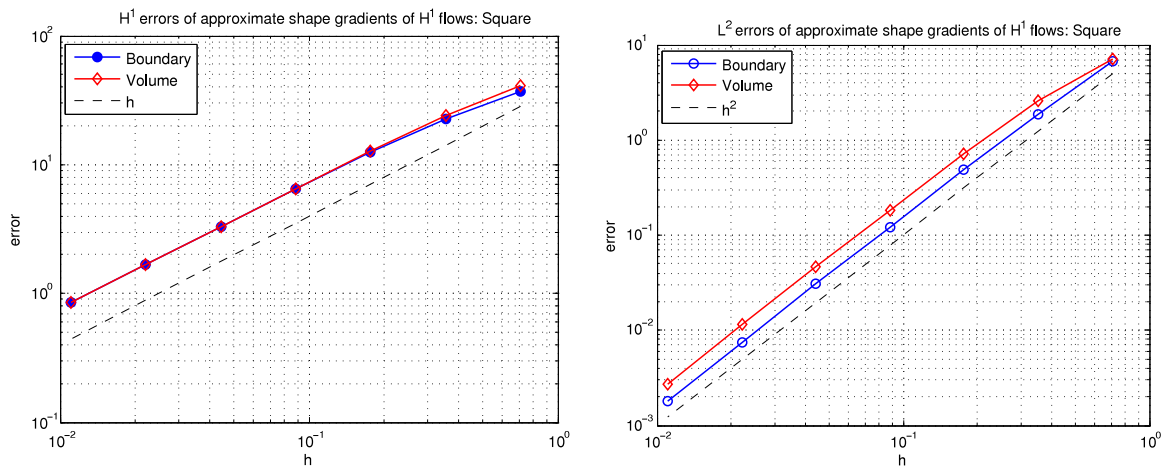 H¹ errors of approximate shape gradients of H¹ flows: Square
10²
10¹
10⁰
10⁻¹
error
Boundary
Volume
h
10⁻²
10⁻¹
10⁰
h
L² errors of approximate shape gradients of H¹ flows: Square
10¹
10⁰
10⁻¹
10⁻²
10⁻³
error
Boundary
Volume
h²
10⁻²
10⁻¹
10⁰
h